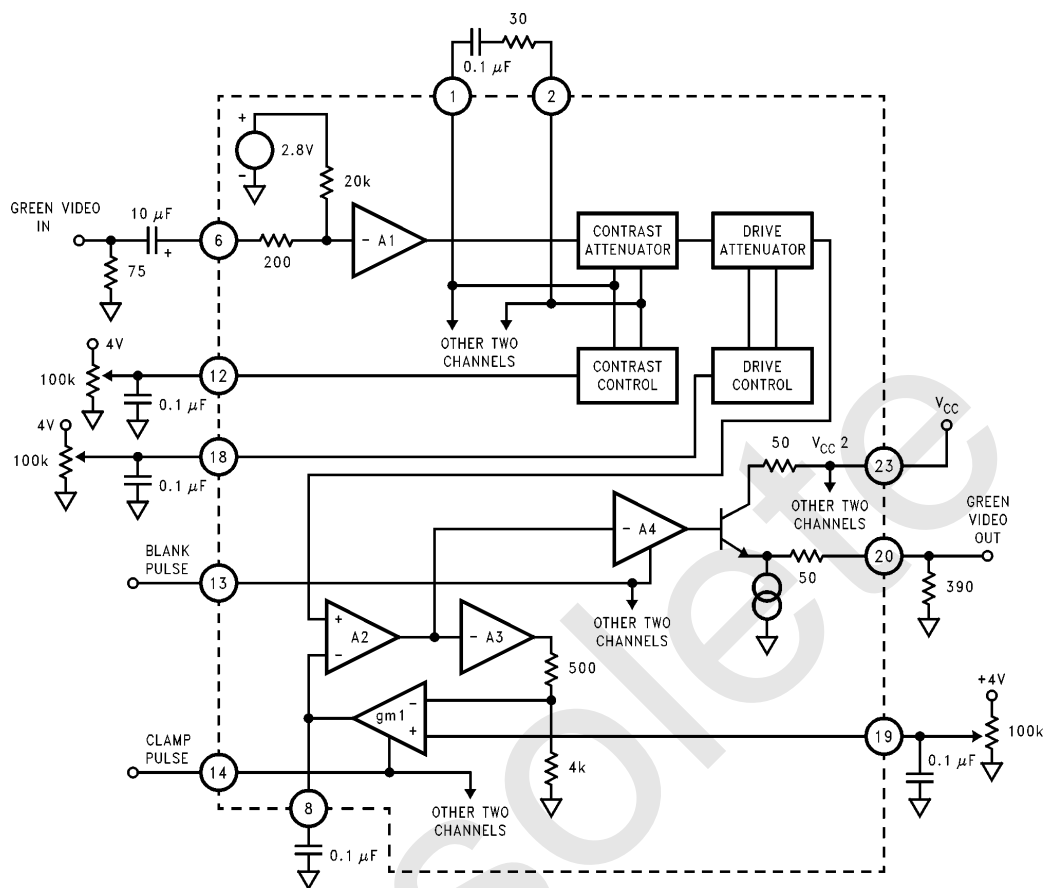 30
0.1 µF
1
2
+
2.8V
−
20k
GREEN VIDEO
IN
10 µF
+
6
200
75
− A1
CONTRAST
ATTENUATOR
DRIVE
ATTENUATOR
4V
100k
12
0.1 µF
OTHER TWO
CHANNELS
CONTRAST
CONTROL
DRIVE
CONTROL
4V
100k
18
0.1 µF
50
VCC 2
23
VCC
OTHER TWO
CHANNELS
− A4
GREEN
VIDEO
OUT
BLANK
PULSE
13
50
20
390
OTHER TWO
CHANNELS
+
−
A2
− A3
500
gm1
−
+
+4V
100k
19
0.1 µF
CLAMP
PULSE
14
4k
OTHER TWO
CHANNELS
8
0.1 µF
solete